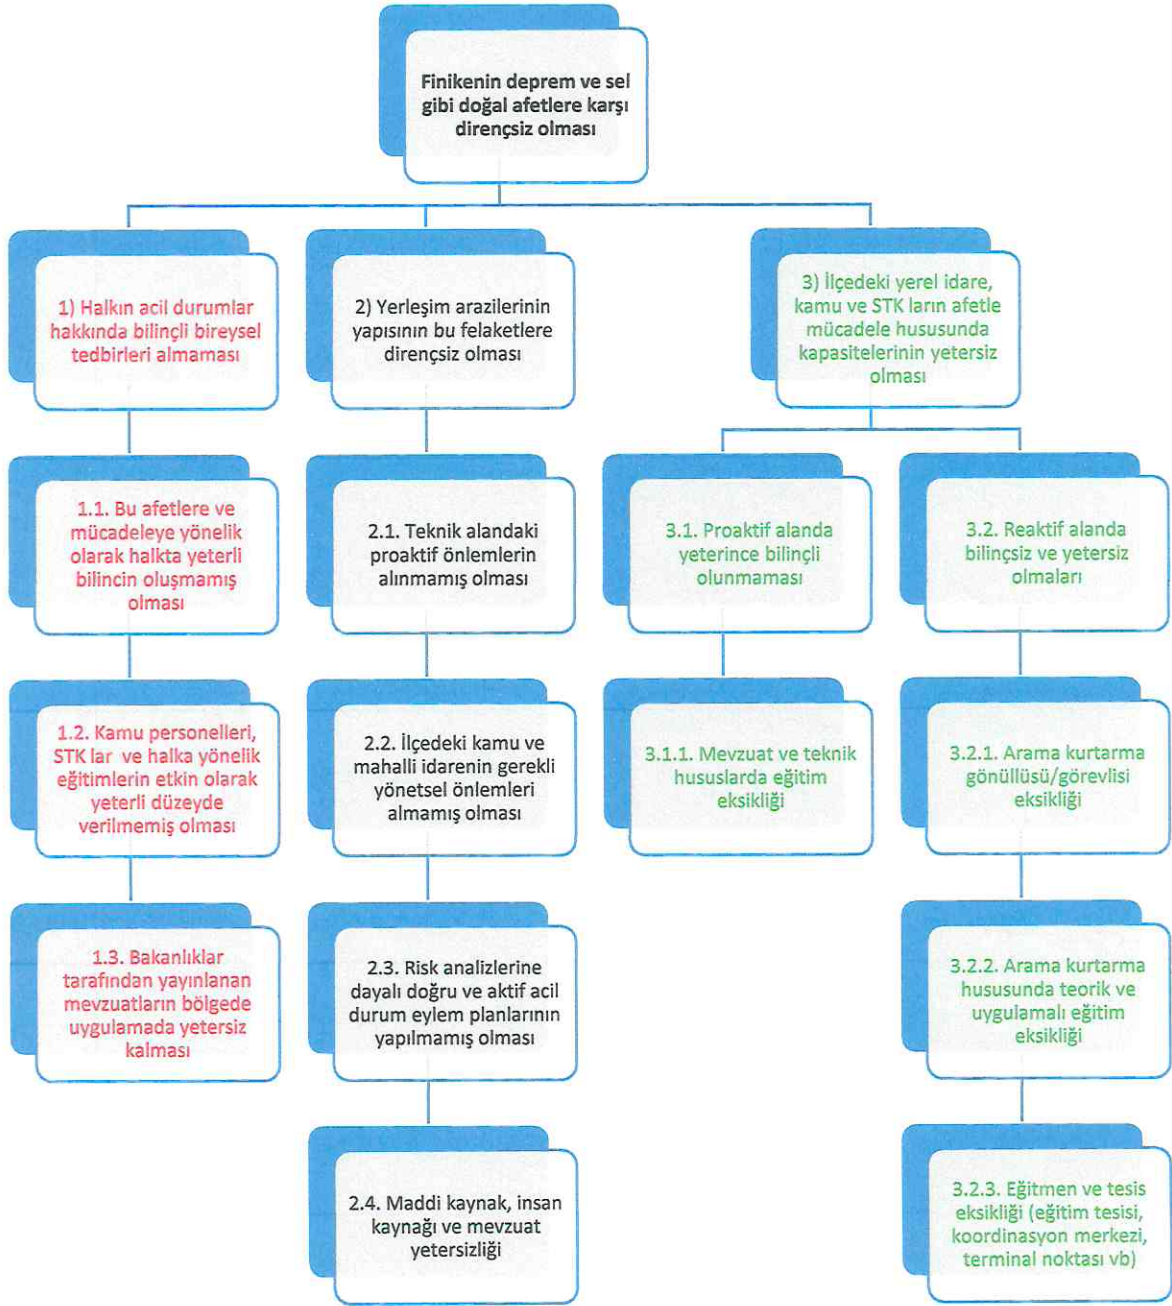 Finikenin deprem ve sel
gibi doğal afetlere karşı
dirençsiz olması
1) Halkın acil durumlar
hakkında bilinçli bireysel
tedbirleri almaması
2) Yerleşim arazilerinin
yapısının bu felaketlere
dirençsiz olması
3) İlçedeki yerel idare,
kamu ve STK ların afetle
mücadele hususunda
kapasitelerinin yetersiz
olması
1.1. Bu afetlere ve
mücadeleye yönelik
olarak halkta yeterli
bilincin oluşmamış
olması
2.1. Teknik alandaki
proaktif önlemlerin
alınmamış olması
3.1. Proaktif alanda
yeterince bilinçli
olunmaması
3.2. Reaktif alanda
bilinçsiz ve yetersiz
olmaları
1.2. Kamu personelleri,
STK lar ve halka yönelik
eğitimlerin etkin olarak
yeterli düzeyde
verilmemiş olması
2.2. İlçedeki kamu ve
mahalli idarenin gerekli
yönetsel önlemleri
almamış olması
3.1.1. Mevzuat ve teknik
hususlarda eğitim
eksikliği
3.2.1. Arama kurtarma
gönüllüsü/görevlisi
eksikliği
1.3. Bakanlıklar
tarafından yayınlanan
mevzuatların bölgede
uygulamada yetersiz
kalması
2.3. Risk analizlerine
dayalı doğru ve aktif acil
durum eylem planlarının
yapılmamış olması
3.2.2. Arama kurtarma
hususunda teorik ve
uygulamalı eğitim
eksikliği
2.4. Maddi kaynak, insan
kaynağı ve mevzuat
yetersizliği
3.2.3. Eğitmen ve tesis
eksikliği (eğitim tesisi,
koordinasyon merkezi,
terminal noktası vb)